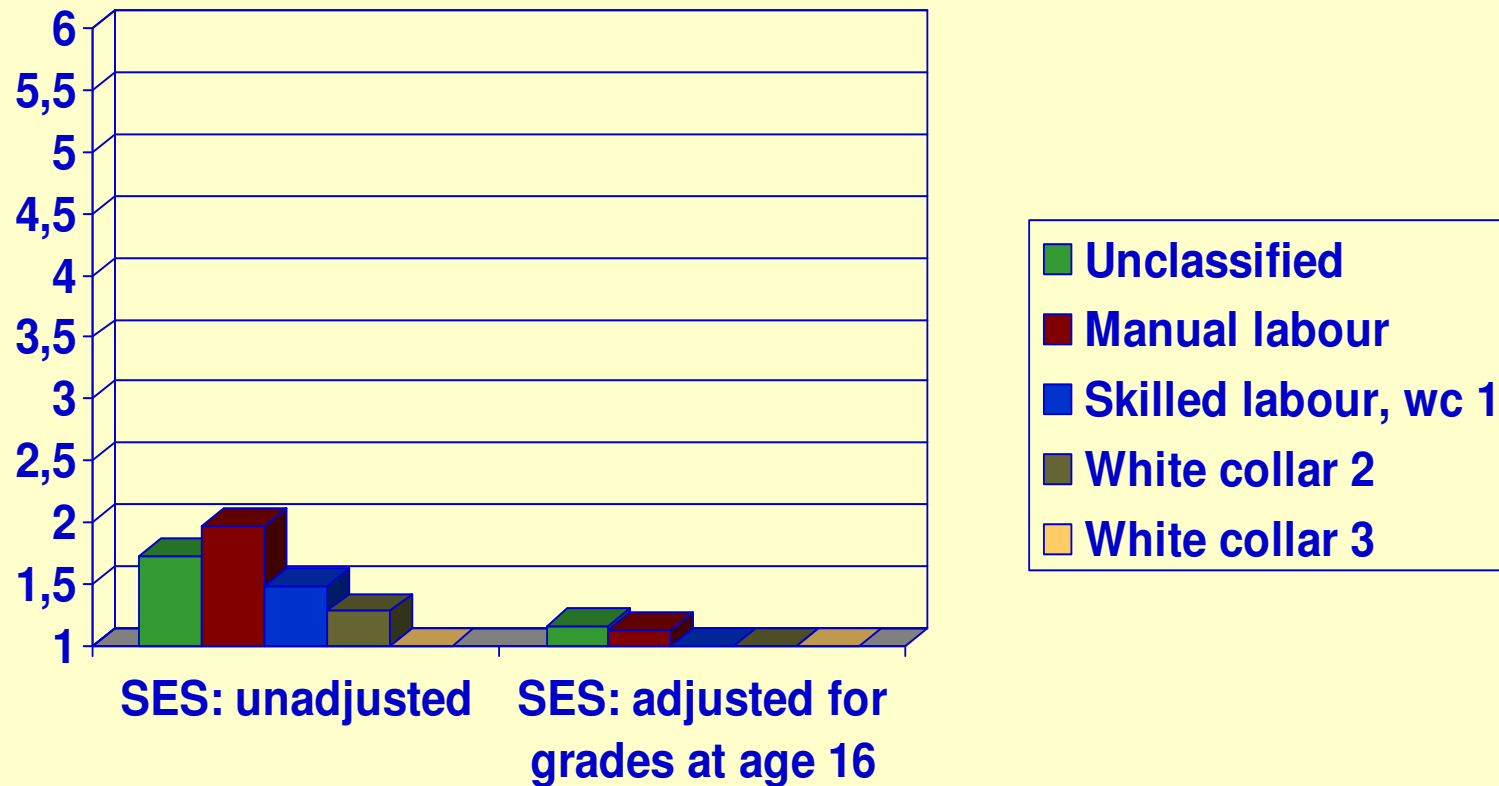 6
5,5
5
4,5
4
3,5
3
2,5
2
1,5
1
SES: unadjusted
SES: adjusted for
grades at age 16
Unclassified
Manual labour
Skilled labour, wc 1
White collar 2
White collar 3